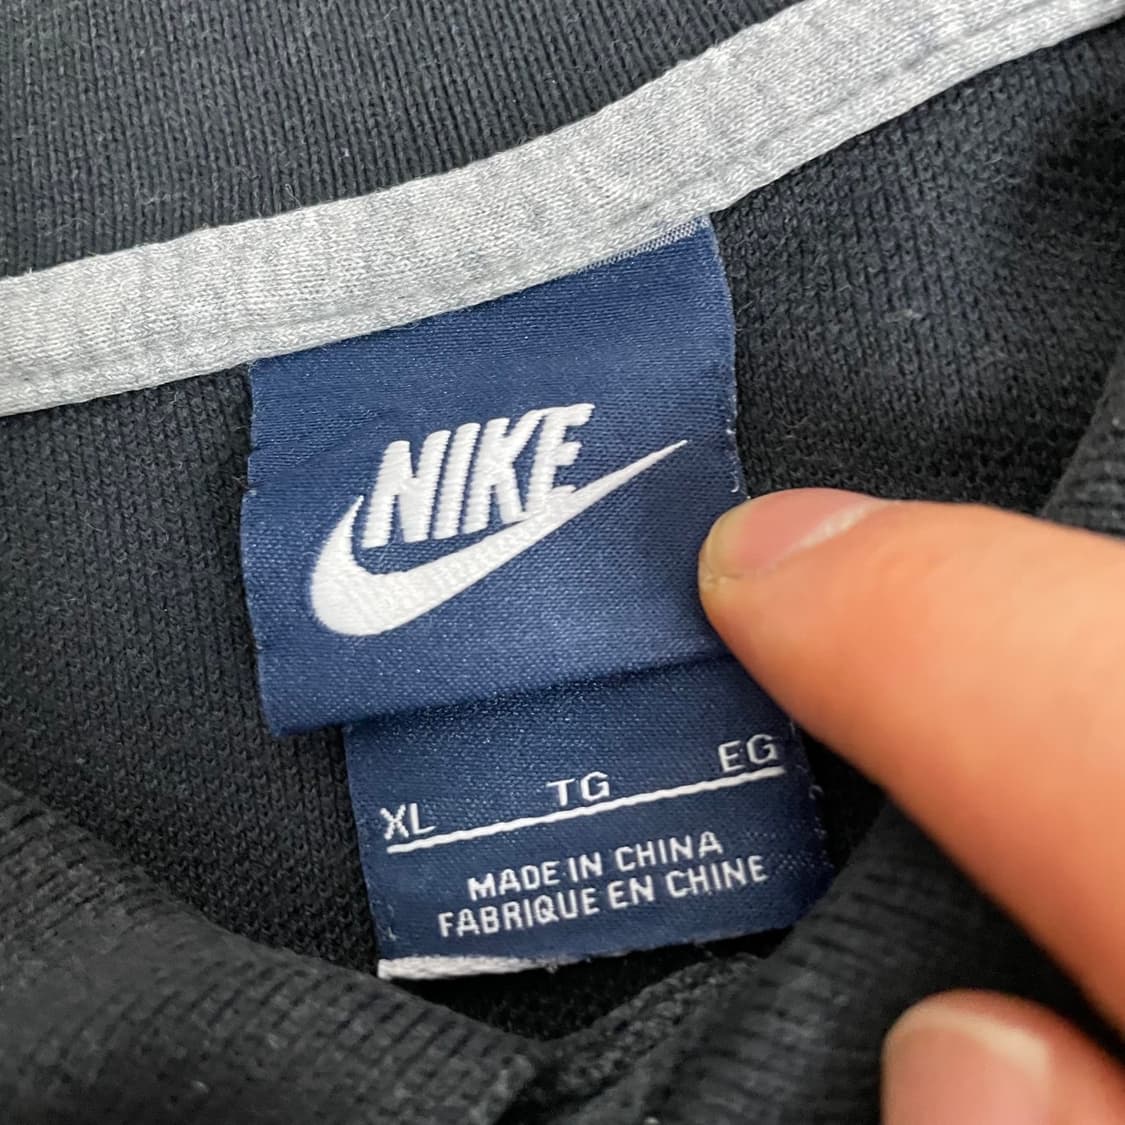 NIKE
XL TG EG
MADE IN CHINA
FABRIQUE EN CHINE